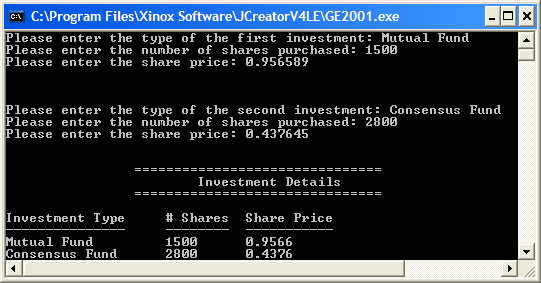 C:\Program Files\Xinox Software\JCreatorV4LE\GE2001.exe
Please enter the type of the first investment: Mutual Fund
Please enter the number of shares purchased: 1500
Please enter the share price: 0.956589
Please enter the type of the second investment: Consensus Fund
Please enter the number of shares purchased: 2800
Please enter the share price: 0.437645
===============================
Investment Details
===============================
Investment Type # Shares Share Price
--------------- -------- -----------
Mutual Fund 1500 0.9566
Consensus Fund 2800 0.4376